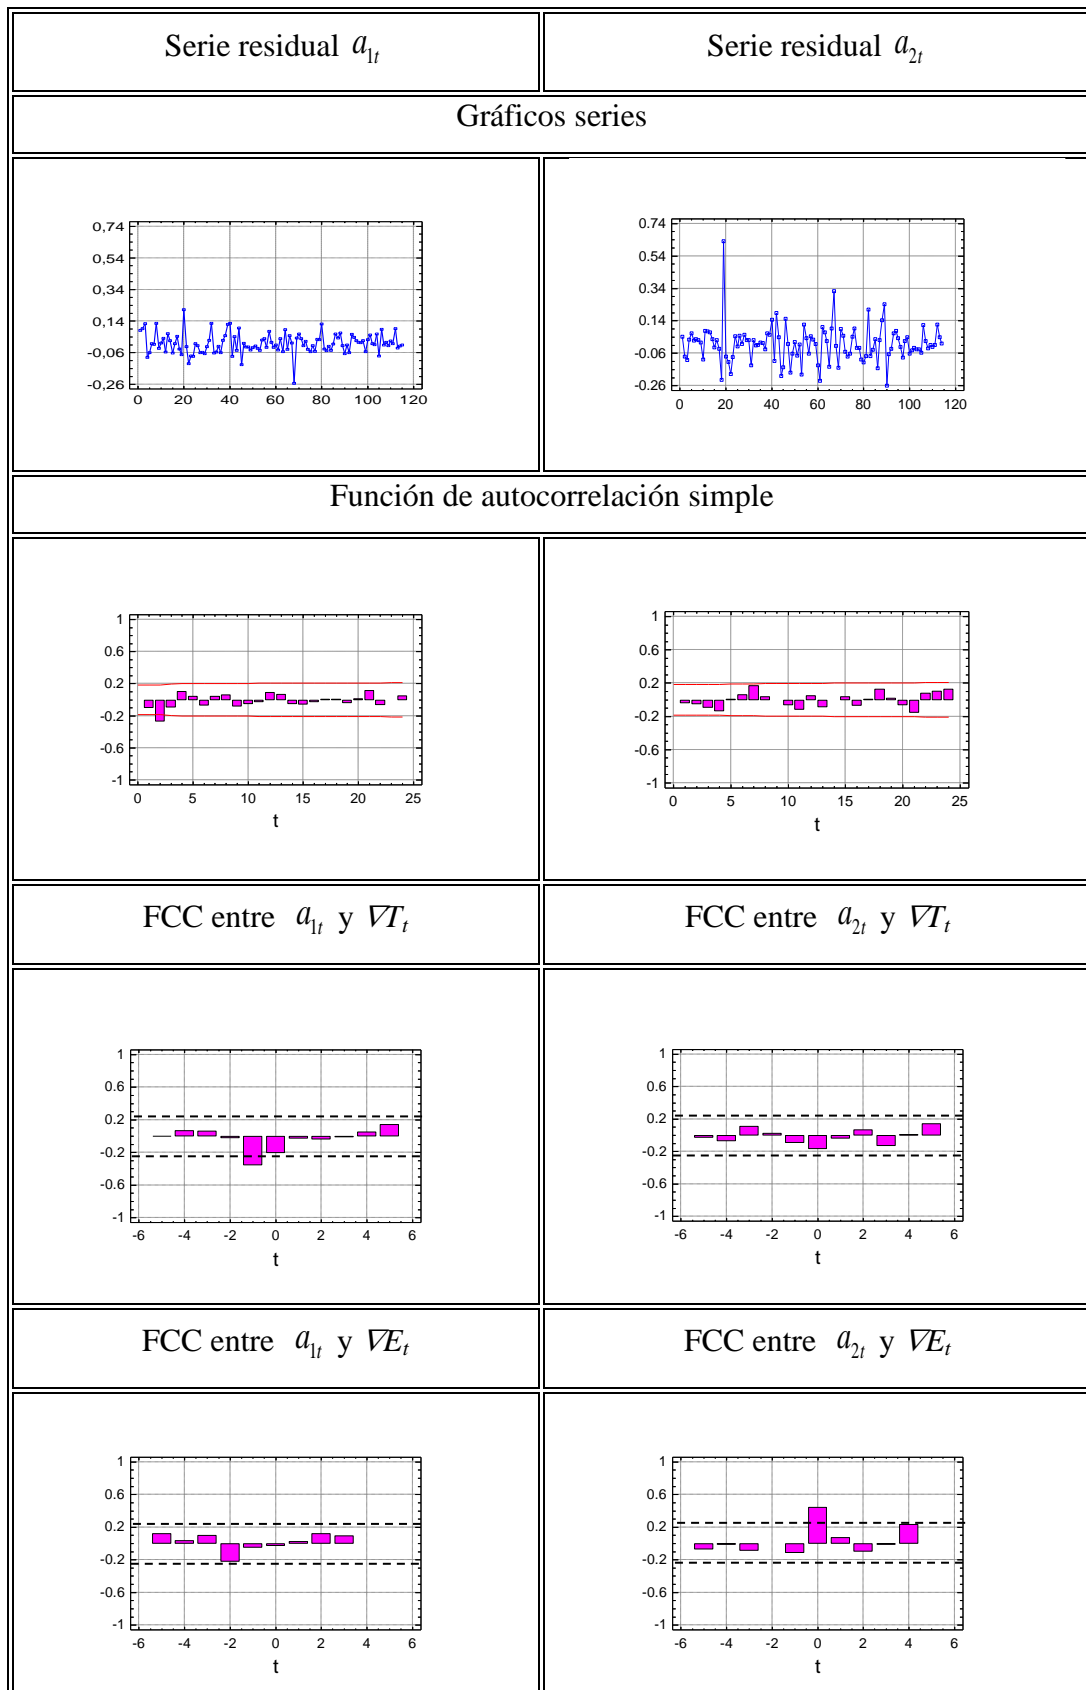 Serie residual a1t
Serie residual a2t
Gráficos series
0,74
0,54
0,34
0,14
-0,06
-0,26
0 20 40 60 80 100 120
0.74
0.54
0.34
0.14
-0.06
-0.26
0 20 40 60 80 100 120
Función de autocorrelación simple
1
0.6
0.2
-0.2
-0.6
-1
0 5 10 15 20 25
t
1
0.6
0.2
-0.2
-0.6
-1
0 5 10 15 20 25
t
FCC entre a1t y ∇Tt
FCC entre a2t y ∇Tt
1
0.6
0.2
-0.2
-0.6
-1
-6 -4 -2 0 2 4 6
t
1
0.6
0.2
-0.2
-0.6
-1
-6 -4 -2 0 2 4 6
t
FCC entre a1t y ∇Et
FCC entre a2t y ∇Et
1
0.6
0.2
-0.2
-0.6
-1
-6 -4 -2 0 2 4 6
t
1
0.6
0.2
-0.2
-0.6
-1
-6 -4 -2 0 2 4 6
t